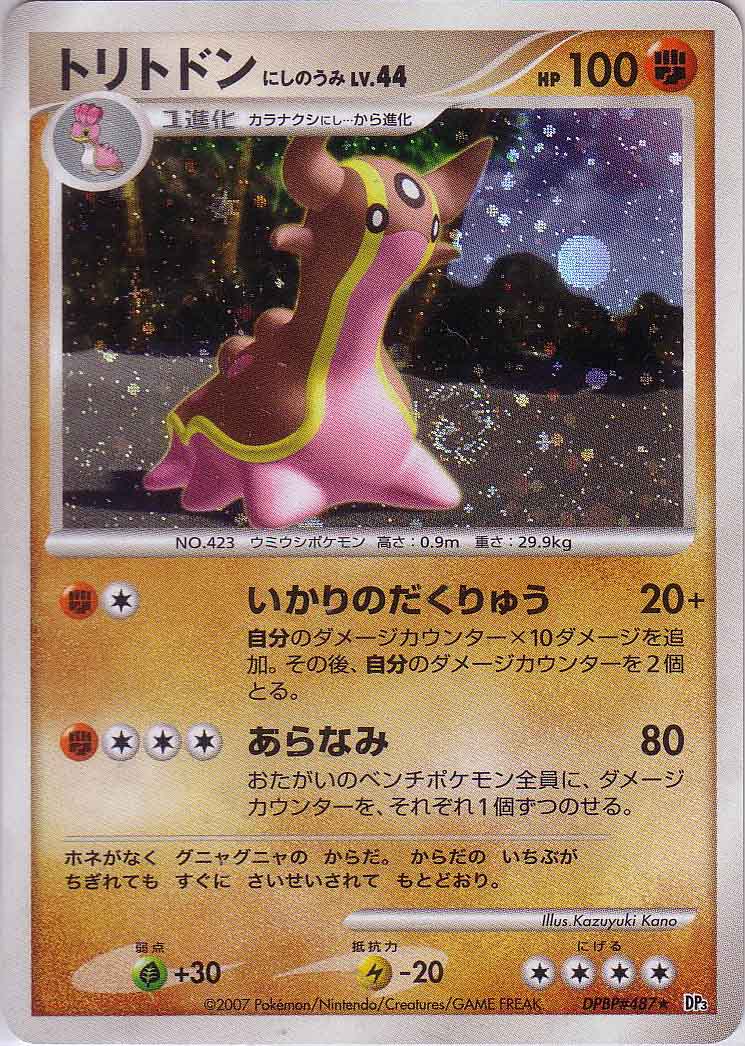 トリトドン にしのうみ LV.44 HP 100
1進化 カラナクシにし…から進化
NO.423 ウミウシポケモン 高さ:0.9m 重さ:29.9kg
いかりのだくりゅう 20+
自分のダメージカウンター×10ダメージを追
加。その後、自分のダメージカウンターを2個
とる。
あらなみ 80
おたがいのベンチポケモン全員に、ダメージ
カウンターを、それぞれ1個ずつのせる。
ホネがなく グニャグニャの からだ。 からだの いちぶが
ちぎれても すぐに さいせいされて もとどおり。
Illus.Kazuyuki Kano
弱点 +30 抵抗力 -20 にげる
©2007 Pokémon/Nintendo/Creatures/GAME FREAK. DPBP#487★ DP3